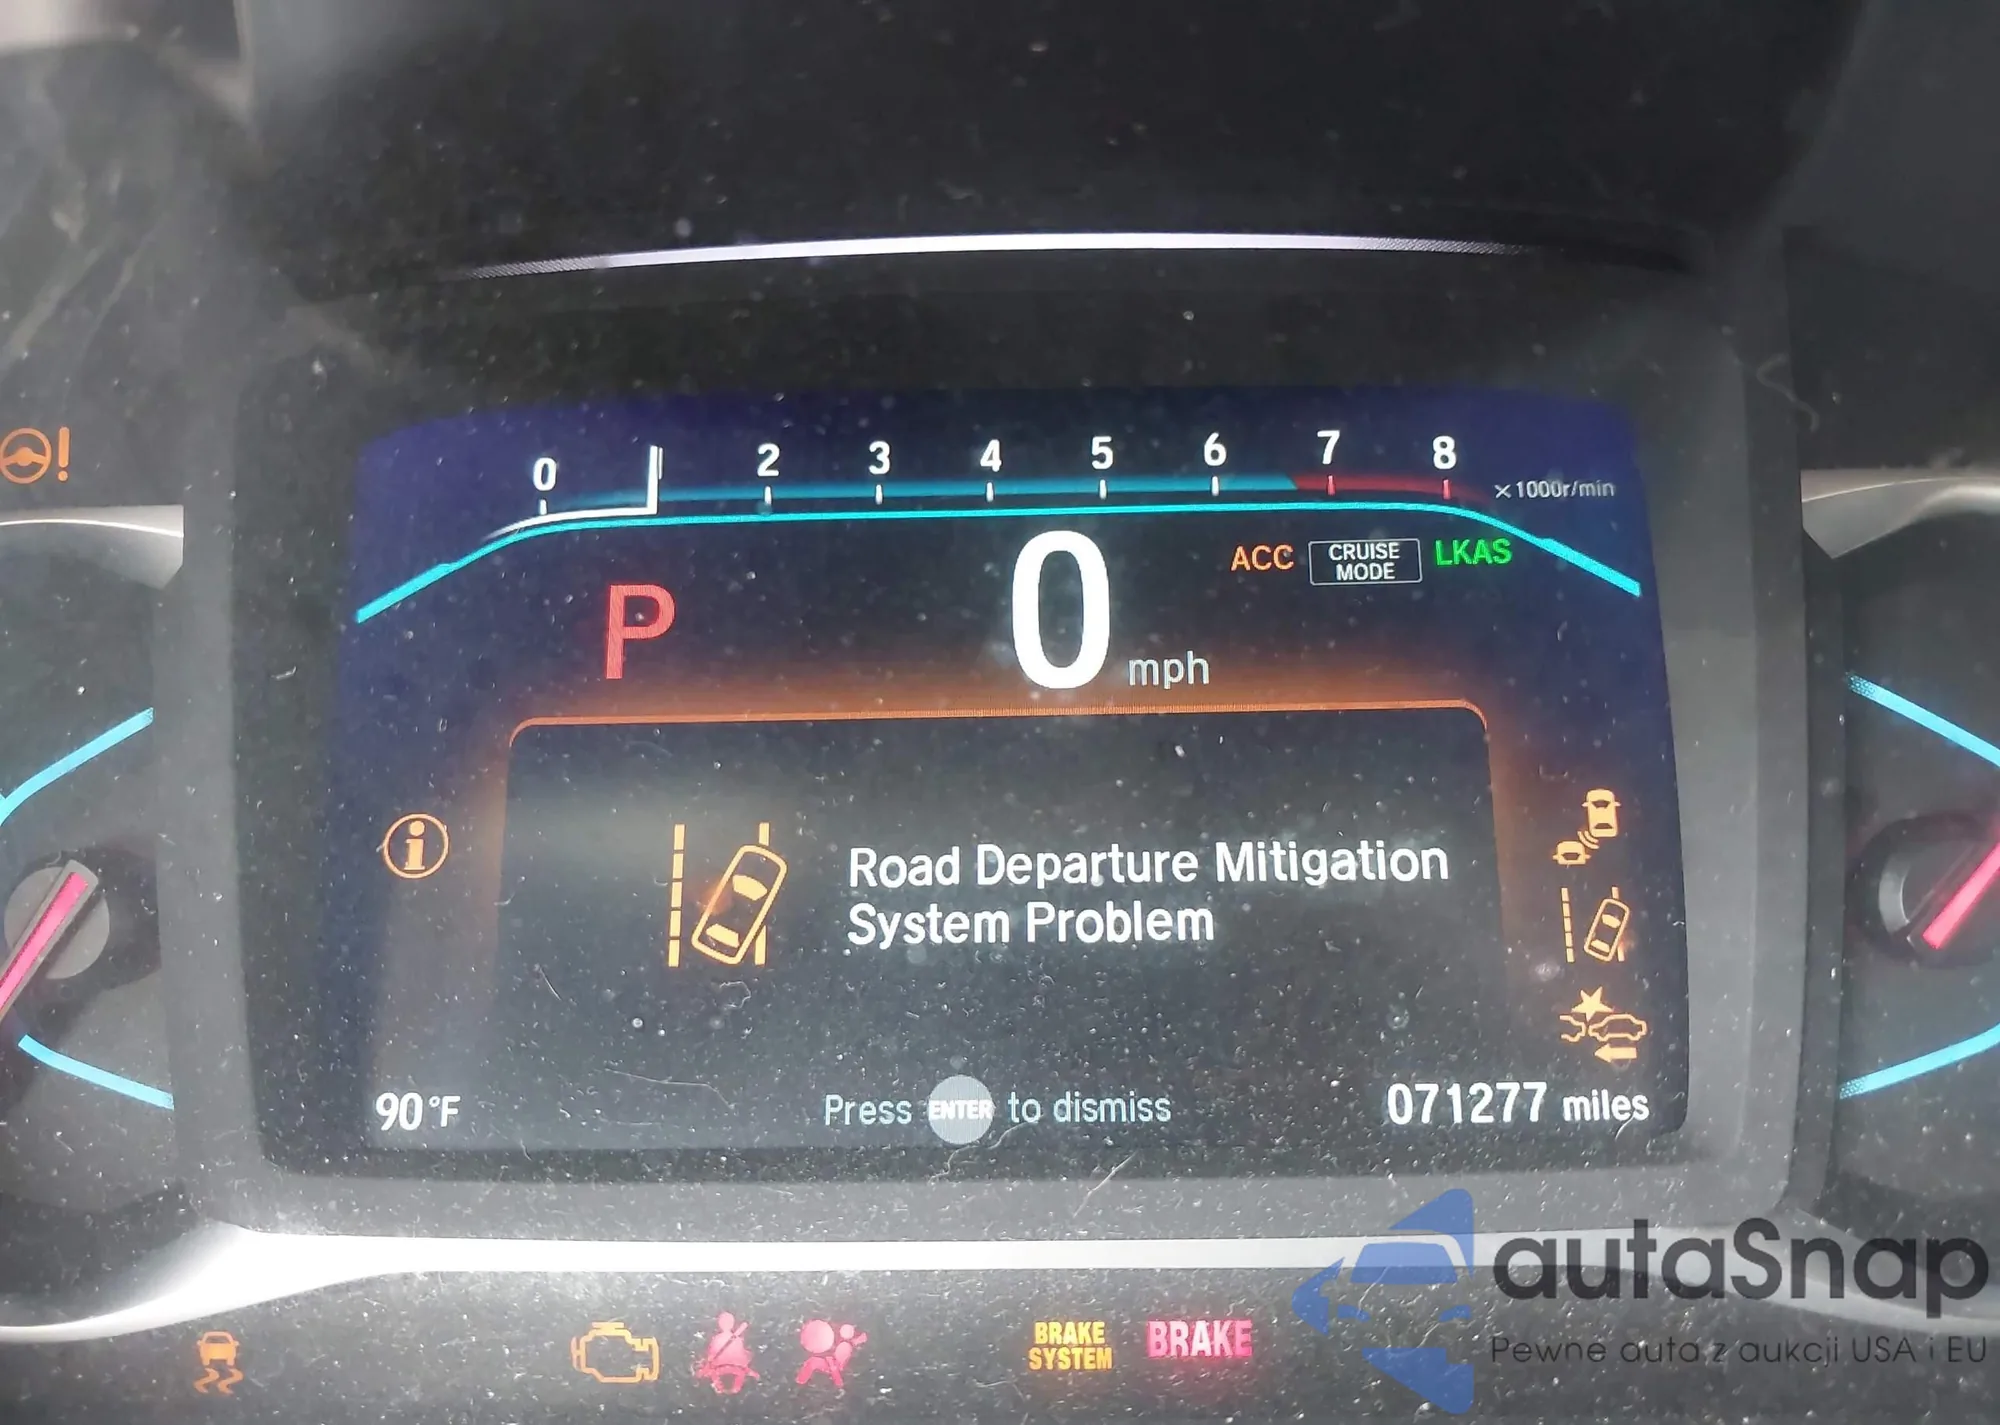 0 2 3 4 5 6 7 8
×1000r/min
ACC CRUISE MODE LKAS
P 0 mph
Road Departure Mitigation
System Problem
90°F Press ENTER to dismiss 071277 miles
BRAKE SYSTEM BRAKE
autaSnap
Pewne auta z aukcji USA i EU